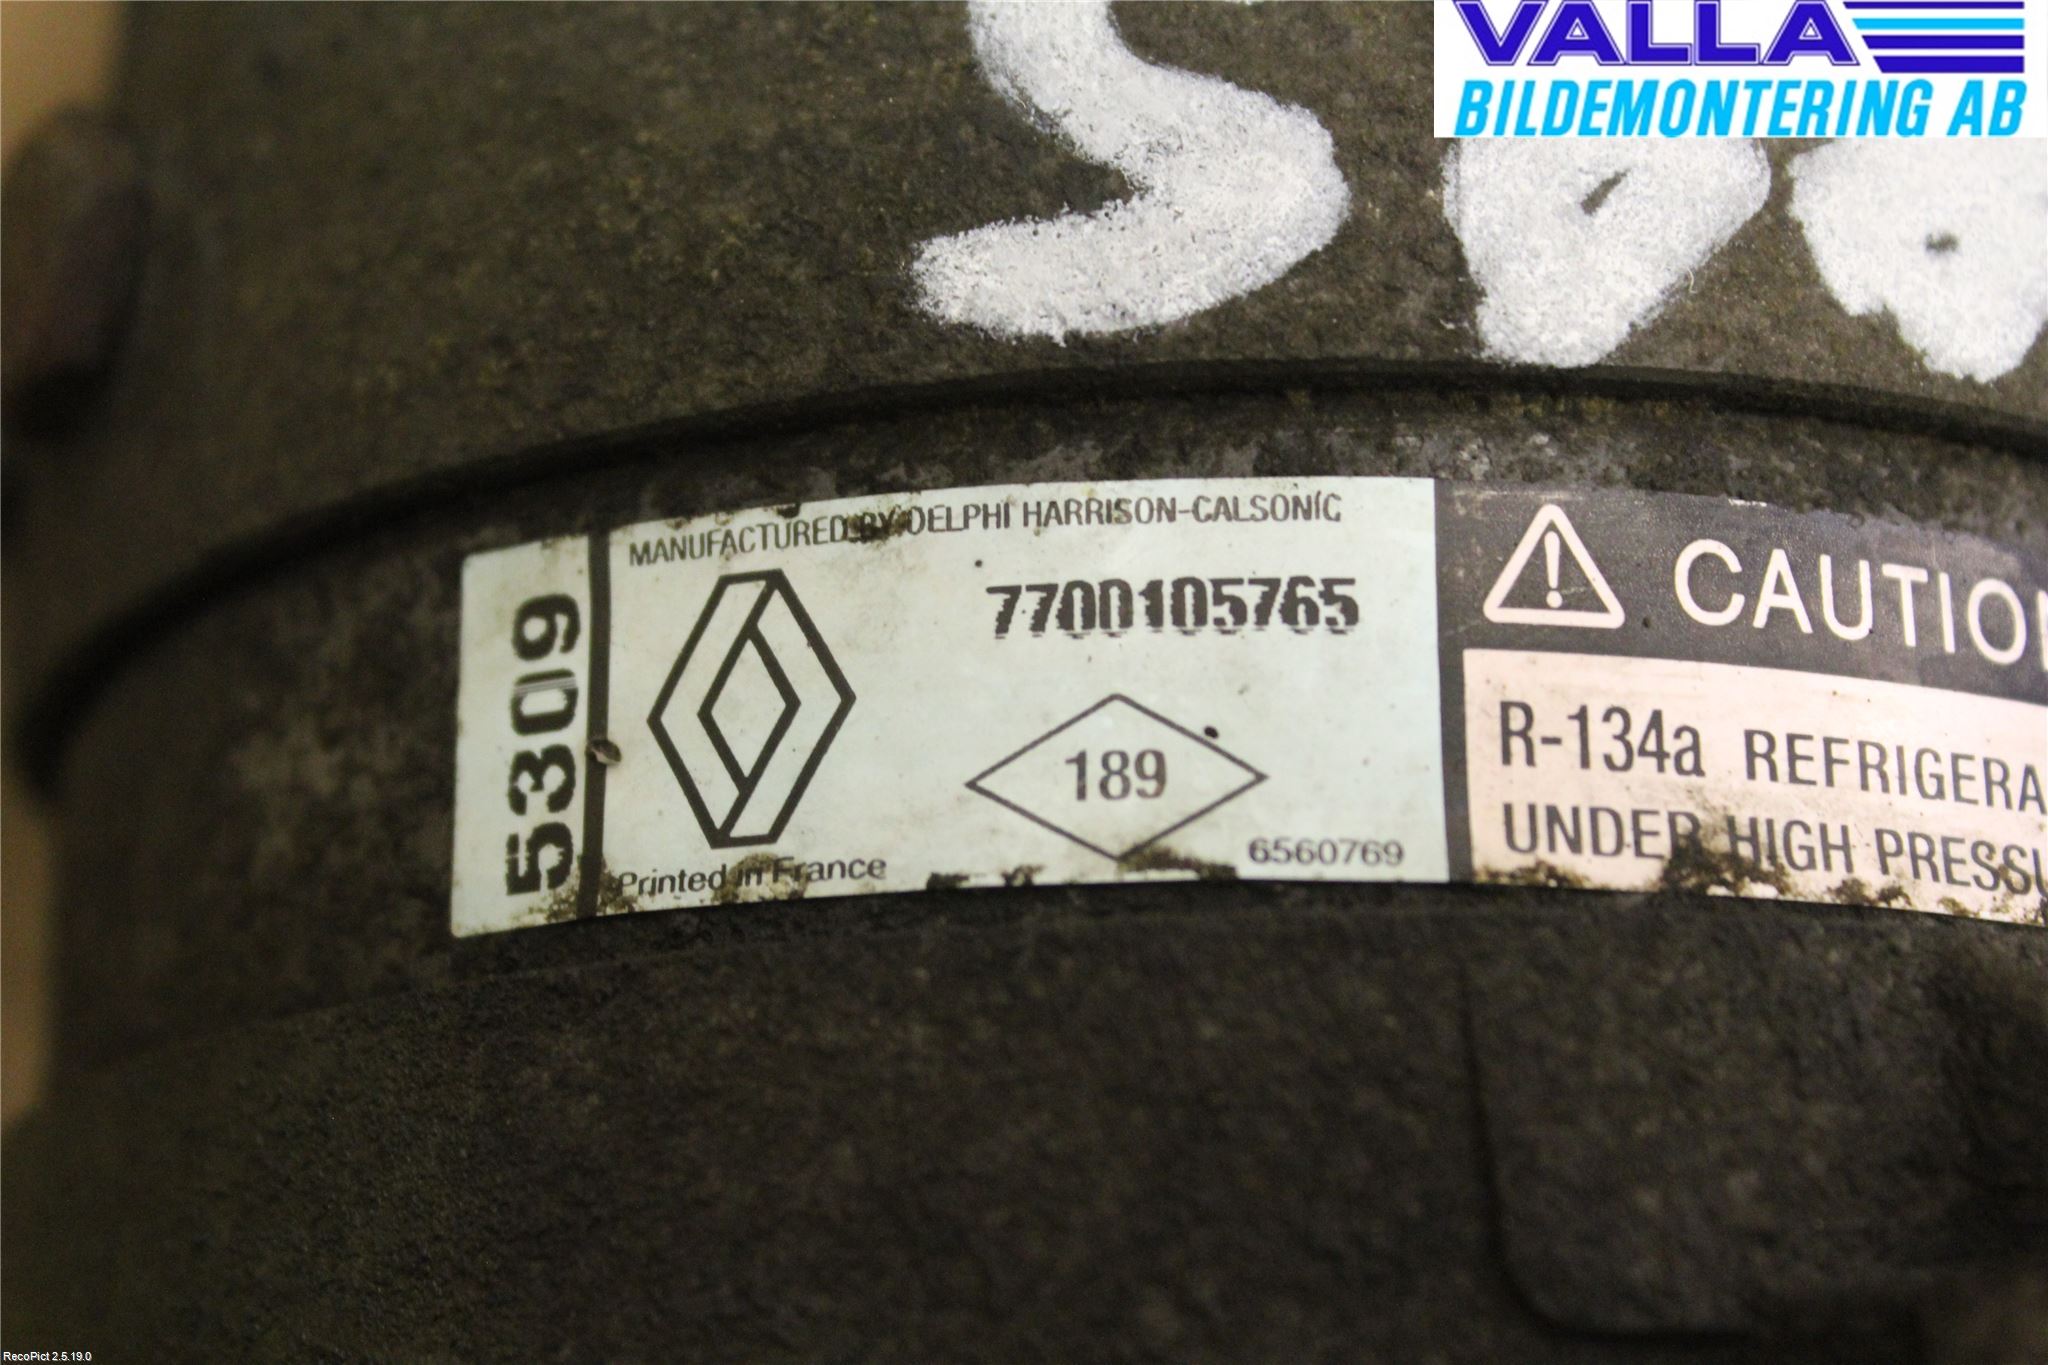 VALLA
BILDEMONTERING AB
MANUFACTURED BY DELPHI HARRISON-CALSONIC
7700105765
5309
189
6560769
Printed in France
CAUTION
R-134a REFRIGERA
UNDER HIGH PRESSU
RecoPict 2.5.19.0